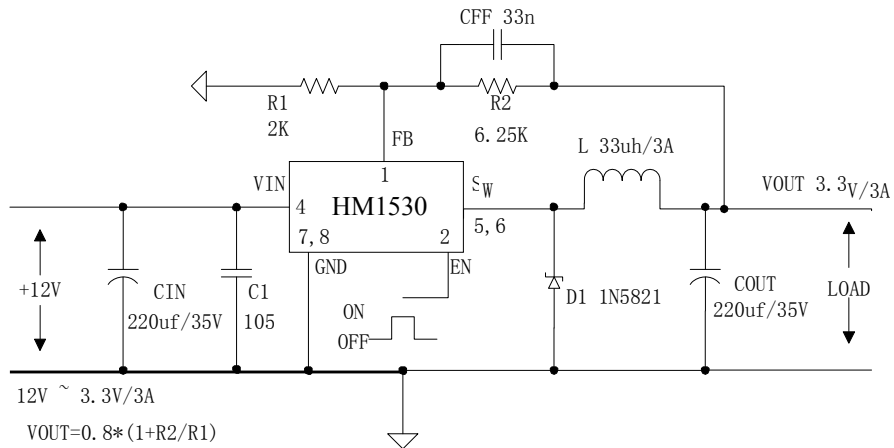 CFF 33n
R1
2K
R2
6.25K
FB
L 33uh/3A
1
VIN
SW
VOUT 3.3V/3A
4
HM1530
5,6
7,8
2
GND
EN
+12V
CIN
220uf/35V
C1
105
ON
OFF
D1 1N5821
COUT
220uf/35V
LOAD
12V ~ 3.3V/3A
VOUT=0.8*(1+R2/R1)